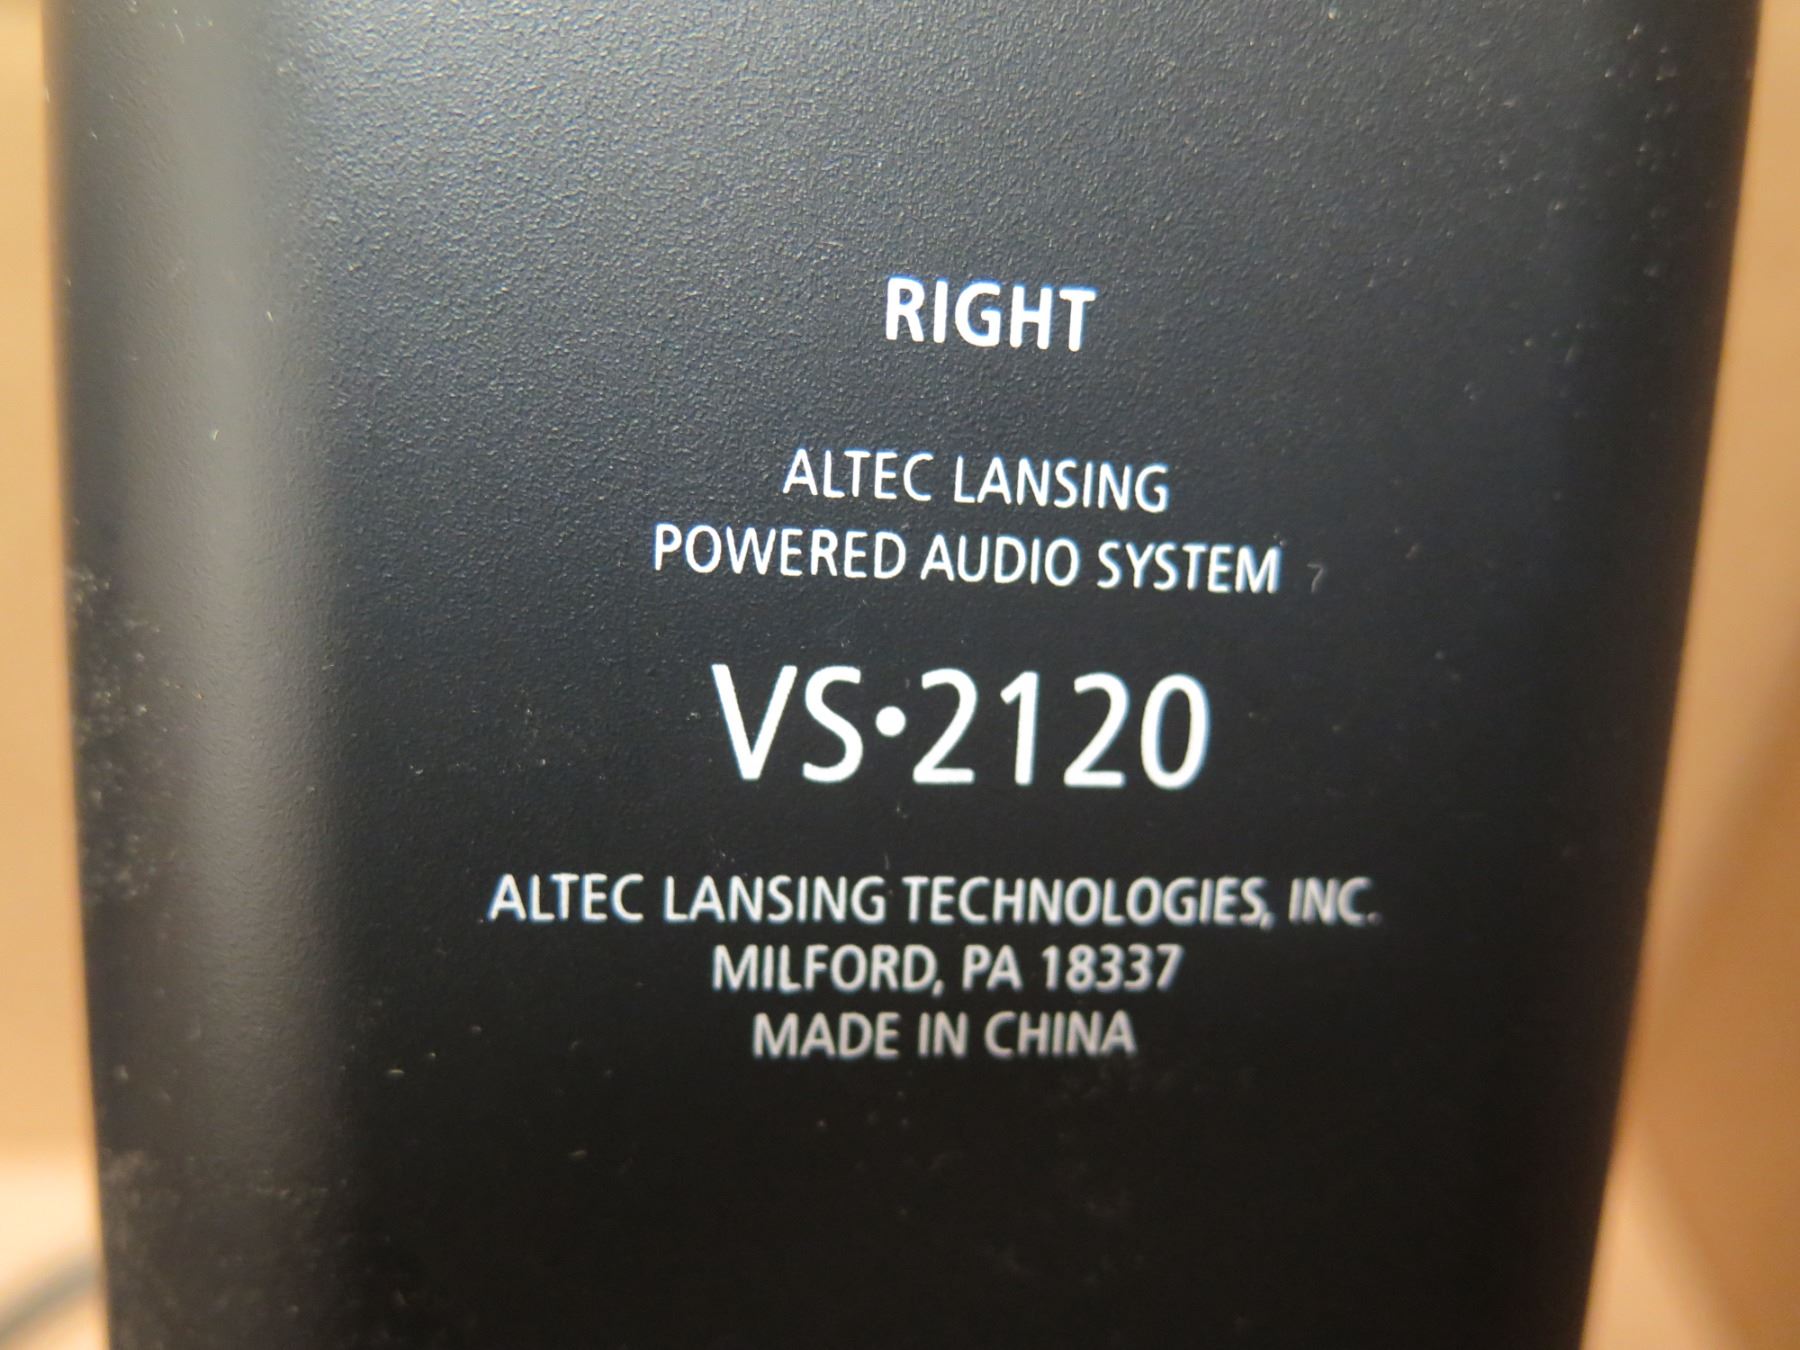 RIGHT
ALTEC LANSING
POWERED AUDIO SYSTEM
VS·2120
ALTEC LANSING TECHNOLOGIES, INC.
MILFORD, PA 18337
MADE IN CHINA